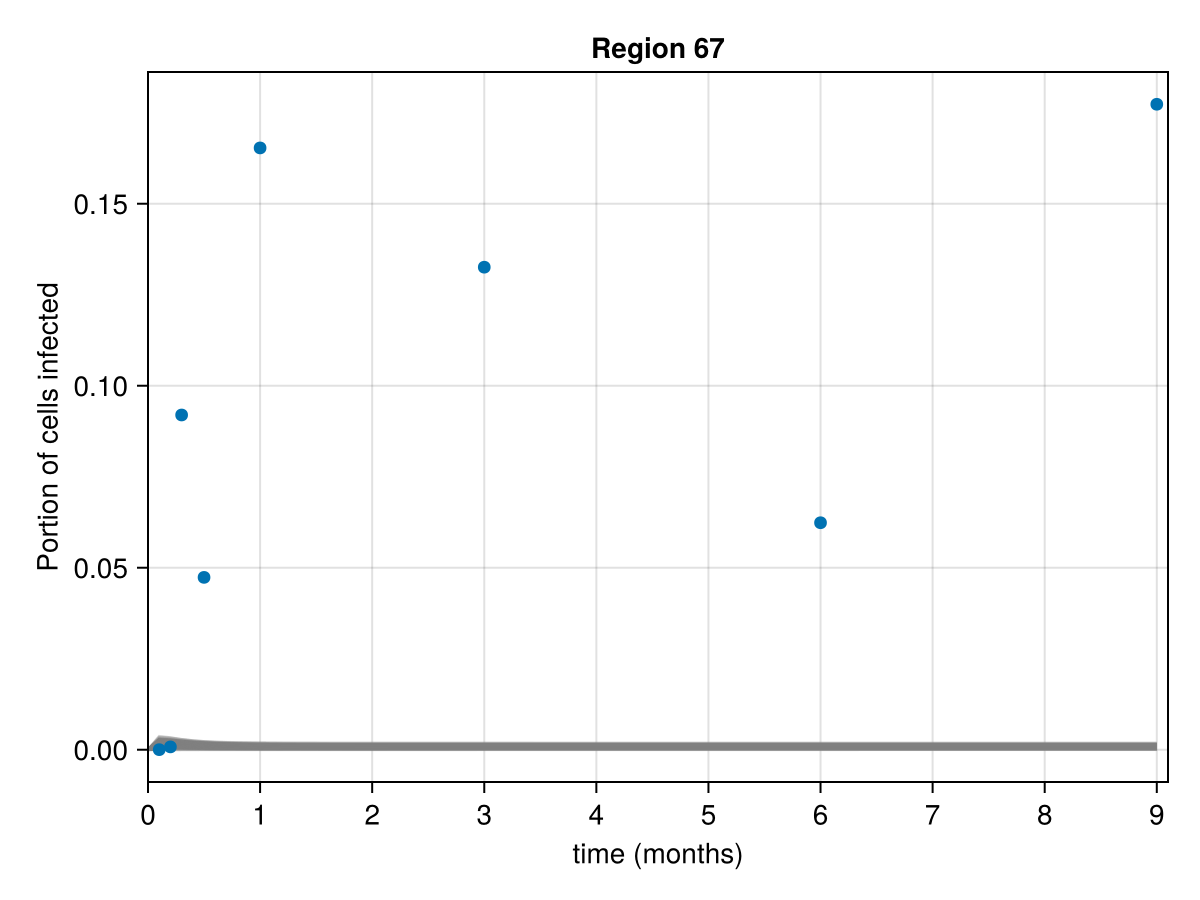 Region 67
Portion of cells infected
0.15
0.10
0.05
0.00
0 1 2 3 4 5 6 7 8 9
time (months)